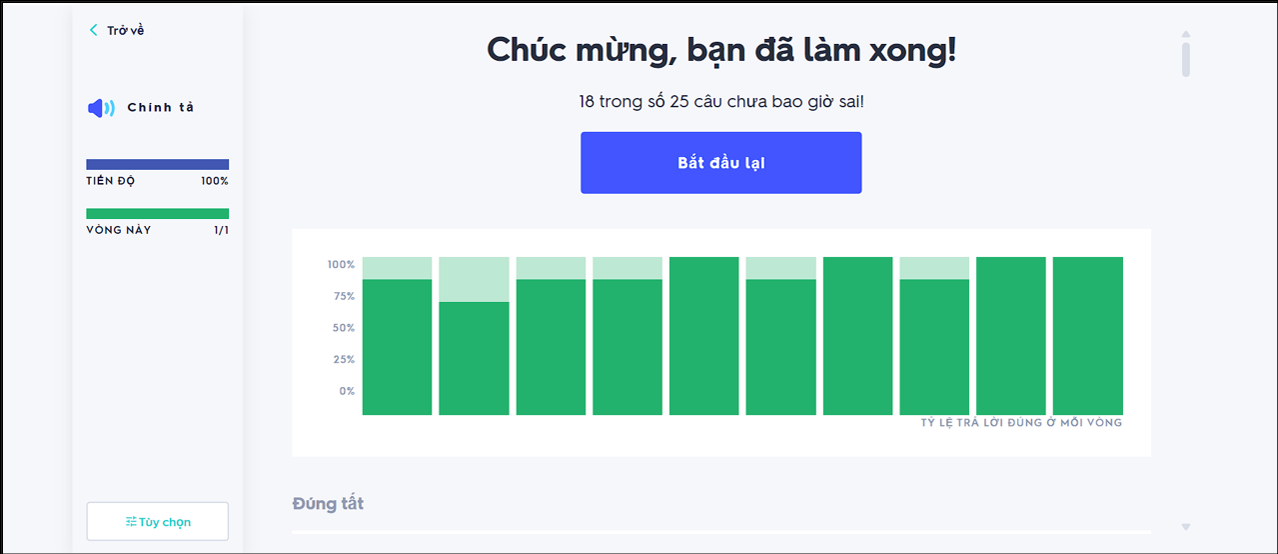 Trở về
Chính tả
TIẾN ĐỘ 100%
VÒNG NÀY 1/1
Tùy chọn
Chúc mừng, bạn đã làm xong!
18 trong số 25 câu chưa bao giờ sai!
Bắt đầu lại
100%
75%
50%
25%
0%
TỶ LỆ TRẢ LỜI ĐÚNG Ở MỖI VÒNG
Đúng tất